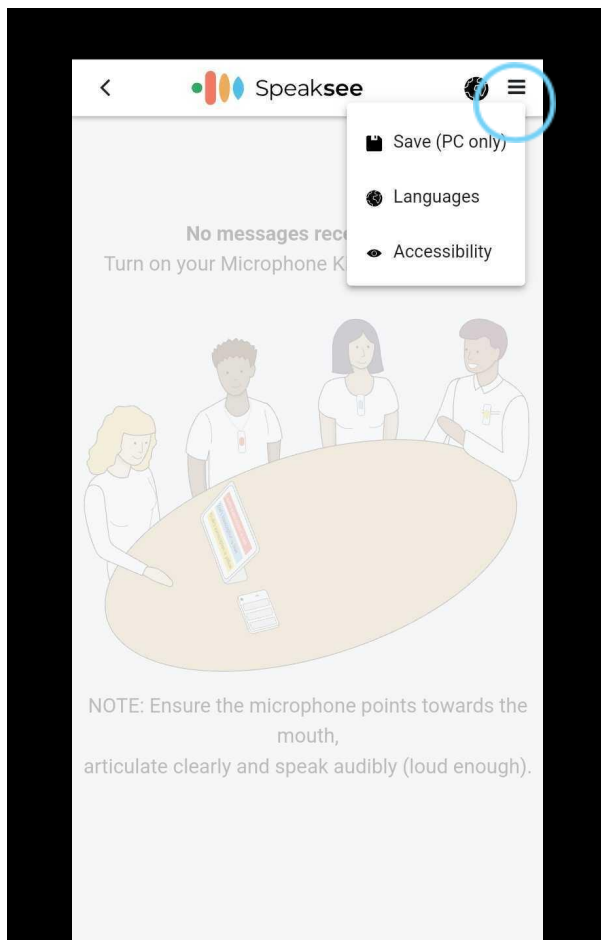 Speaksee
Save (PC only)
Languages
Accessibility
No messages rec
Turn on your Microphone K
NOTE: Ensure the microphone points towards the
mouth,
articulate clearly and speak audibly (loud enough).